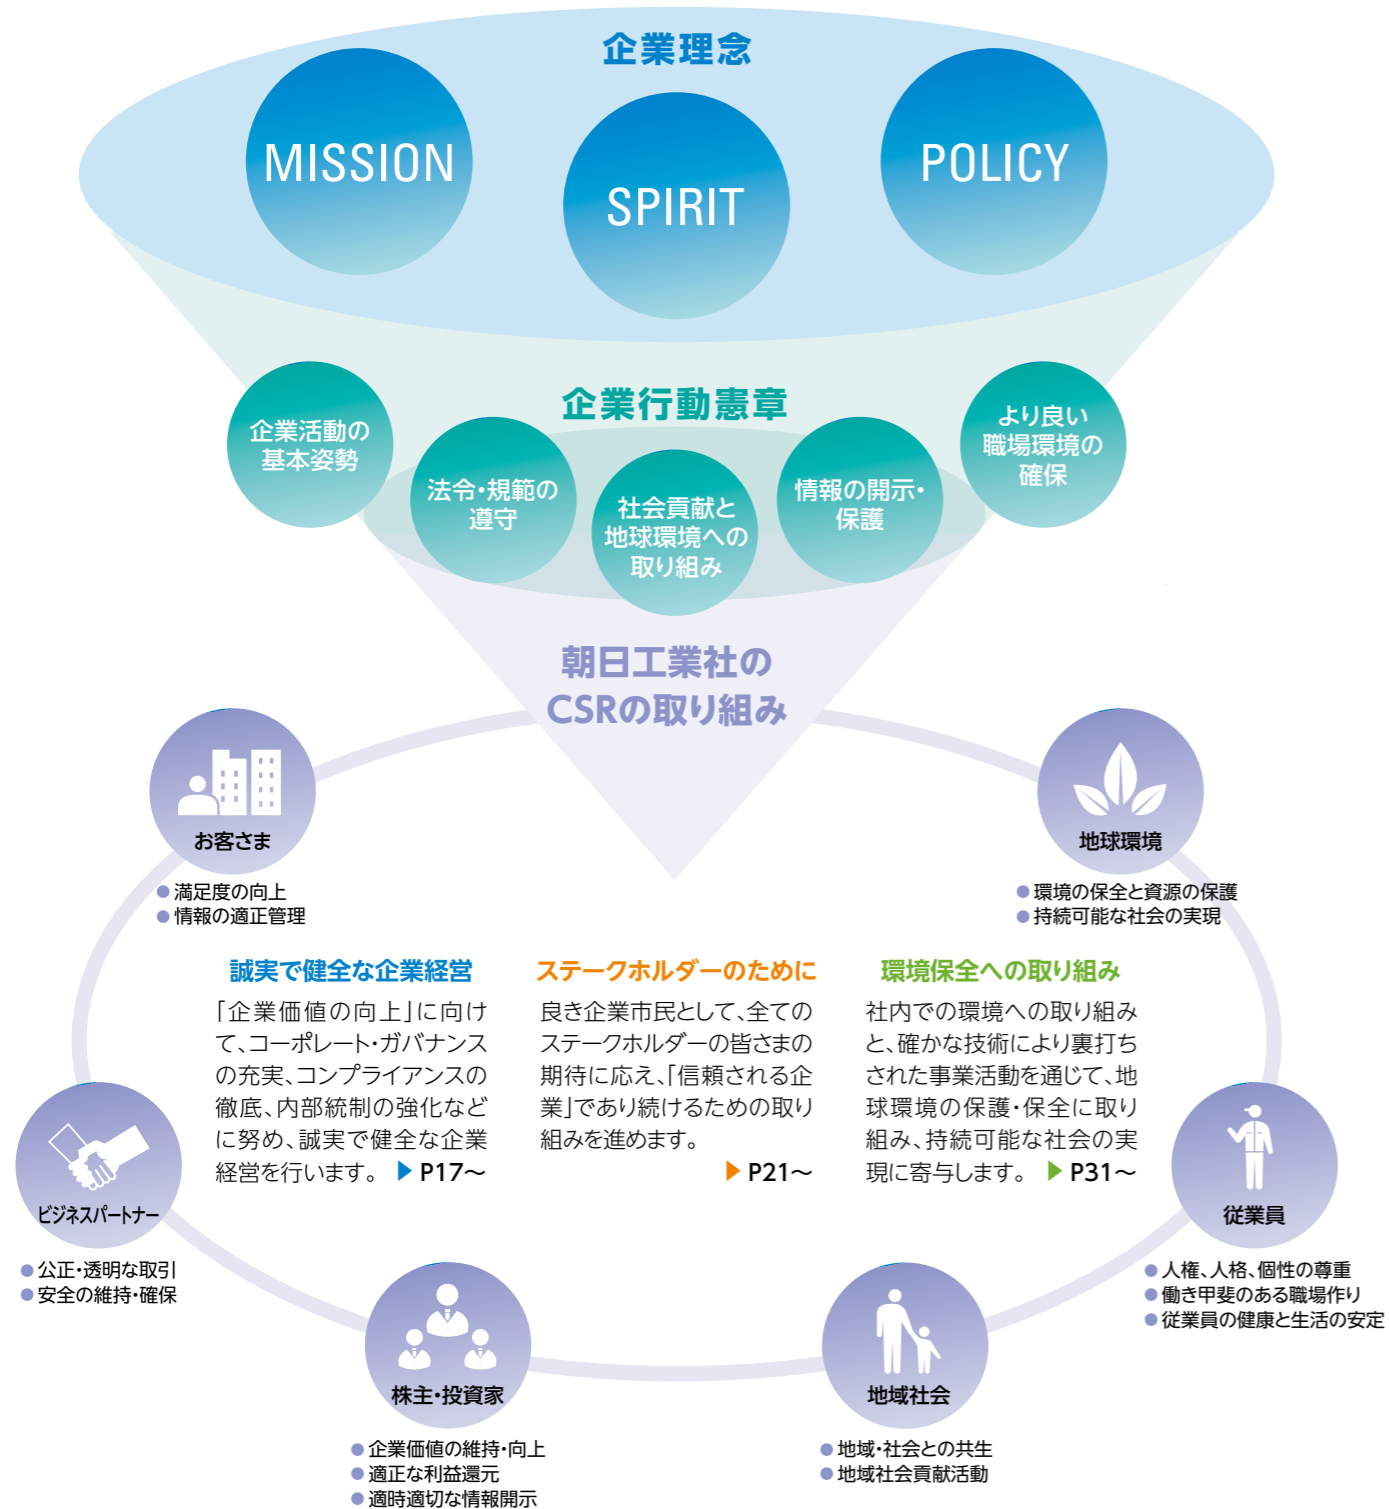 企業理念
MISSION
SPIRIT
POLICY
企業行動憲章
企業活動の
基本姿勢
法令・規範の
遵守
社会貢献と
地球環境への
取り組み
情報の開示・
保護
より良い
職場環境の
確保
朝日工業社の
CSRの取り組み
お客さま
●満足度の向上
●情報の適正管理
地球環境
●環境の保全と資源の保護
●持続可能な社会の実現
誠実で健全な企業経営
「企業価値の向上」に向け
て、コーポレート・ガバナンス
の充実、コンプライアンスの
徹底、内部統制の強化など
に努め、誠実で健全な企業
経営を行います。 ▶P17〜
ステークホルダーのために
良き企業市民として、全ての
ステークホルダーの皆さまの
期待に応え、「信頼される企
業」であり続けるための取り
組みを進めます。
▶P21〜
環境保全への取り組み
社内での環境への取り組み
と、確かな技術により裏打ち
された事業活動を通じて、地
球環境の保護・保全に取り
組み、持続可能な社会の実
現に寄与します。 ▶P31〜
ビジネスパートナー
●公正・透明な取引
●安全の維持・確保
従業員
●人権、人格、個性の尊重
●働き甲斐のある職場作り
●従業員の健康と生活の安定
株主・投資家
●企業価値の維持・向上
●適正な利益還元
●適時適切な情報開示
地域社会
●地域・社会との共生
●地域社会貢献活動